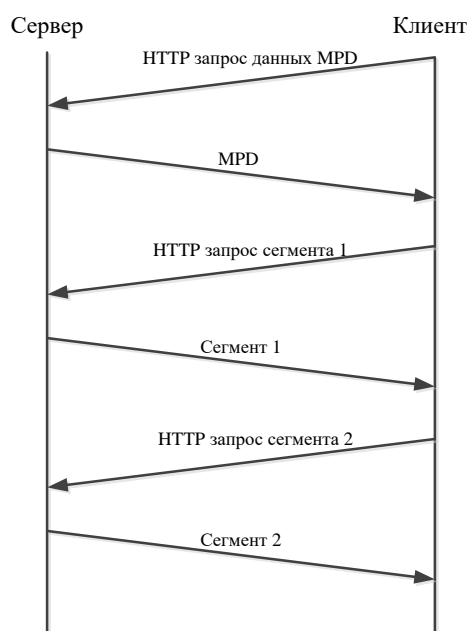 Сервер
Клиент
HTTP запрос данных MPD
MPD
HTTP запрос сегмента 1
Сегмент 1
HTTP запрос сегмента 2
Сегмент 2